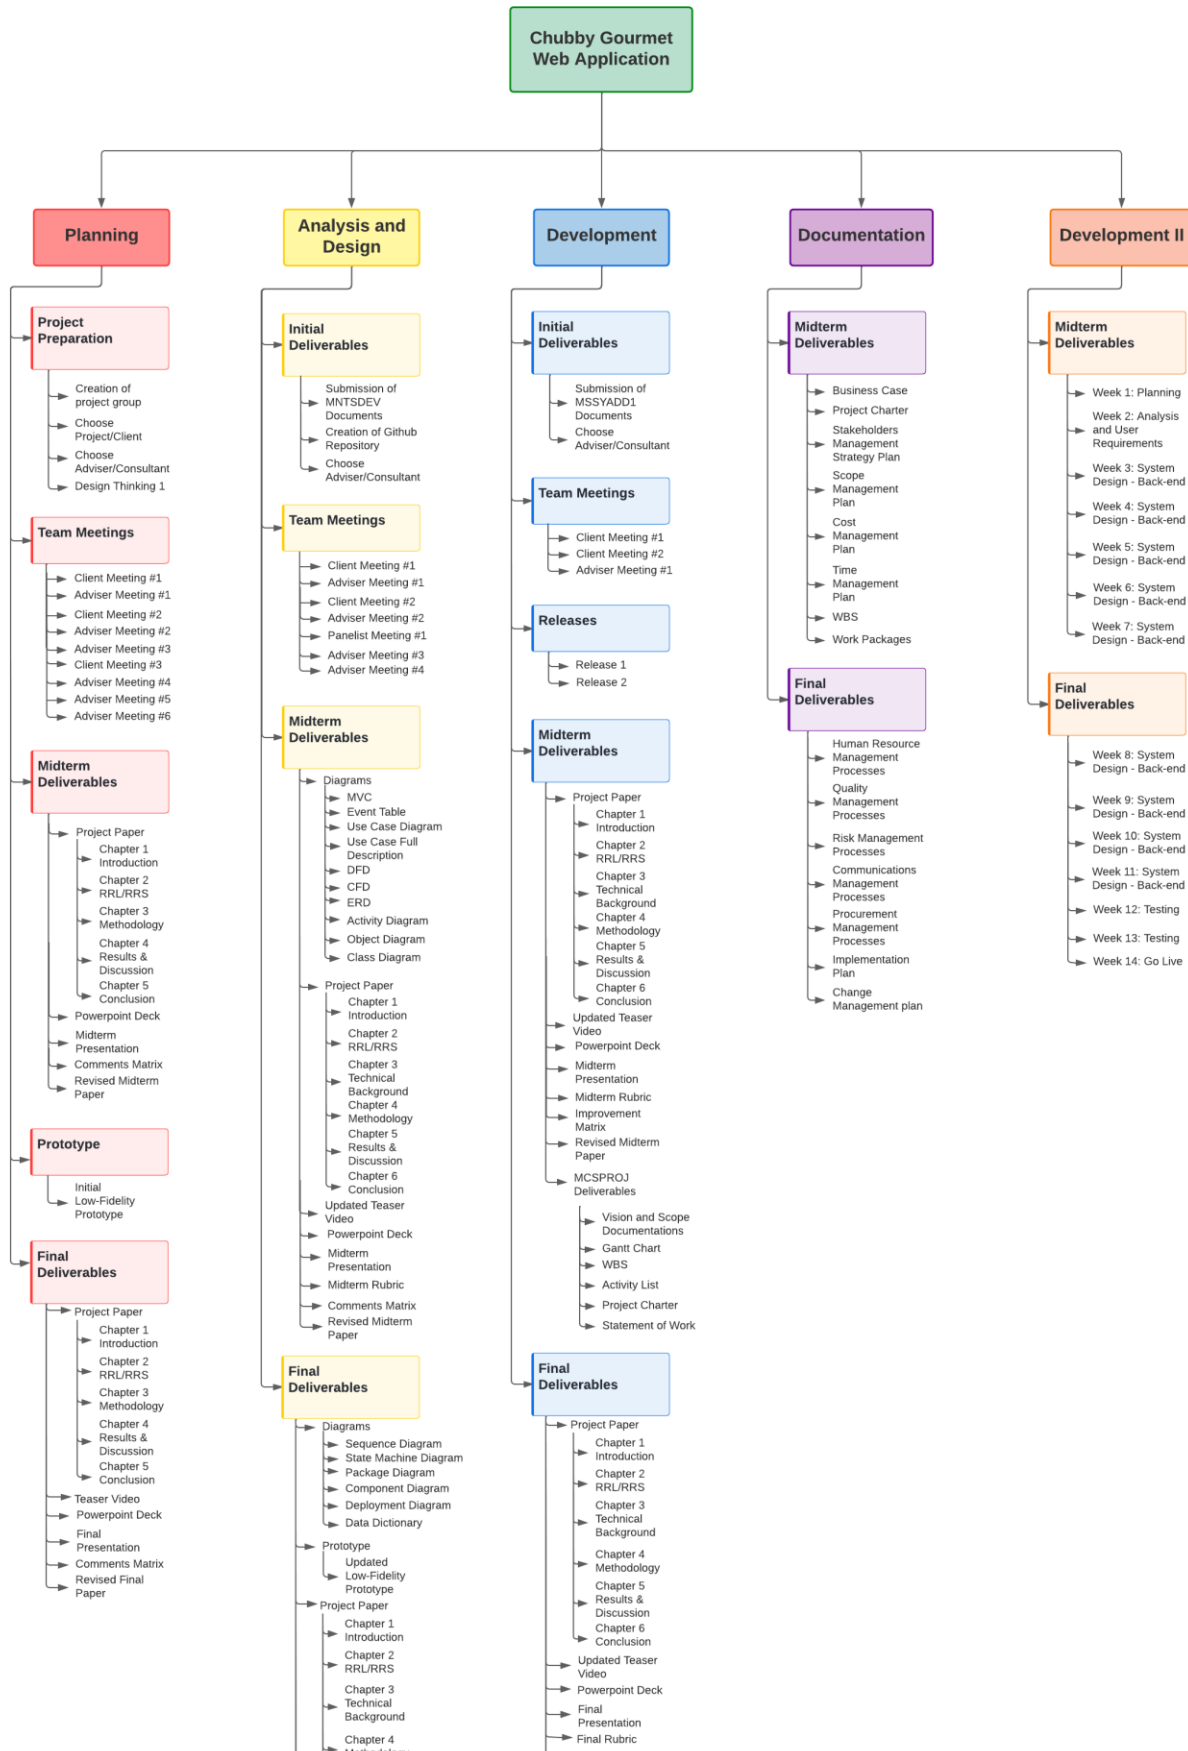 Chubby Gourmet
Web Application
Planning
Project
Preparation
Creation of
project group
Choose
Project/Client
Choose
Adviser/Consultant
Design Thinking 1
Team Meetings
Client Meeting #1
Adviser Meeting #1
Client Meeting #2
Adviser Meeting #2
Adviser Meeting #3
Client Meeting #3
Adviser Meeting #4
Adviser Meeting #5
Adviser Meeting #6
Midterm
Deliverables
Project Paper
Chapter 1
Introduction
Chapter 2
RRL/RRS
Chapter 3
Methodology
Chapter 4
Results &
Discussion
Chapter 5
Conclusion
Powerpoint Deck
Midterm
Presentation
Comments Matrix
Revised Midterm
Paper
Prototype
Initial
Low-Fidelity
Prototype
Final
Deliverables
Project Paper
Chapter 1
Introduction
Chapter 2
RRL/RRS
Chapter 3
Methodology
Chapter 4
Results &
Discussion
Chapter 5
Conclusion
Teaser Video
Powerpoint Deck
Final
Presentation
Comments Matrix
Revised Final
Paper
Analysis and
Design
Initial
Deliverables
Submission of
MNTSDEV
Documents
Creation of Github
Repository
Choose
Adviser/Consultant
Team Meetings
Client Meeting #1
Adviser Meeting #1
Client Meeting #2
Adviser Meeting #2
Panelist Meeting #1
Adviser Meeting #3
Adviser Meeting #4
Midterm
Deliverables
Diagrams
MVC
Event Table
Use Case Diagram
Use Case Full
Description
DFD
CFD
ERD
Activity Diagram
Object Diagram
Class Diagram
Project Paper
Chapter 1
Introduction
Chapter 2
RRL/RRS
Chapter 3
Technical
Background
Chapter 4
Methodology
Chapter 5
Results &
Discussion
Chapter 6
Conclusion
Updated Teaser
Video
Powerpoint Deck
Midterm
Presentation
Midterm Rubric
Comments Matrix
Revised Midterm
Paper
Final
Deliverables
Diagrams
Sequence Diagram
State Machine Diagram
Package Diagram
Component Diagram
Deployment Diagram
Data Dictionary
Prototype
Updated
Low-Fidelity
Prototype
Project Paper
Chapter 1
Introduction
Chapter 2
RRL/RRS
Chapter 3
Technical
Background
Chapter 4
Development
Initial
Deliverables
Submission of
MSSYADD1
Documents
Choose
Adviser/Consultant
Team Meetings
Client Meeting #1
Client Meeting #2
Adviser Meeting #1
Releases
Release 1
Release 2
Midterm
Deliverables
Project Paper
Chapter 1
Introduction
Chapter 2
RRL/RRS
Chapter 3
Technical
Background
Chapter 4
Methodology
Chapter 5
Results &
Discussion
Chapter 6
Conclusion
Updated Teaser
Video
Powerpoint Deck
Midterm
Presentation
Midterm Rubric
Improvement
Matrix
Revised Midterm
Paper
MCSPROJ
Deliverables
Vision and Scope
Documentations
Gantt Chart
WBS
Activity List
Project Charter
Statement of Work
Final
Deliverables
Project Paper
Chapter 1
Introduction
Chapter 2
RRL/RRS
Chapter 3
Technical
Background
Chapter 4
Methodology
Chapter 5
Results &
Discussion
Chapter 6
Conclusion
Updated Teaser
Video
Powerpoint Deck
Final
Presentation
Final Rubric
Documentation
Midterm
Deliverables
Business Case
Project Charter
Stakeholders
Management
Strategy Plan
Scope
Management
Plan
Cost
Management
Plan
Time
Management
Plan
WBS
Work Packages
Final
Deliverables
Human Resource
Management
Processes
Quality
Management
Processes
Risk Management
Processes
Communications
Management
Processes
Procurement
Management
Processes
Implementation
Plan
Change
Management plan
Development II
Midterm
Deliverables
Week 1: Planning
Week 2: Analysis
and User
Requirements
Week 3: System
Design - Back-end
Week 4: System
Design - Back-end
Week 5: System
Design - Back-end
Week 6: System
Design - Back-end
Week 7: System
Design - Back-end
Final
Deliverables
Week 8: System
Design - Back-end
Week 9: System
Design - Back-end
Week 10: System
Design - Back-end
Week 11: System
Design - Back-end
Week 12: Testing
Week 13: Testing
Week 14: Go Live